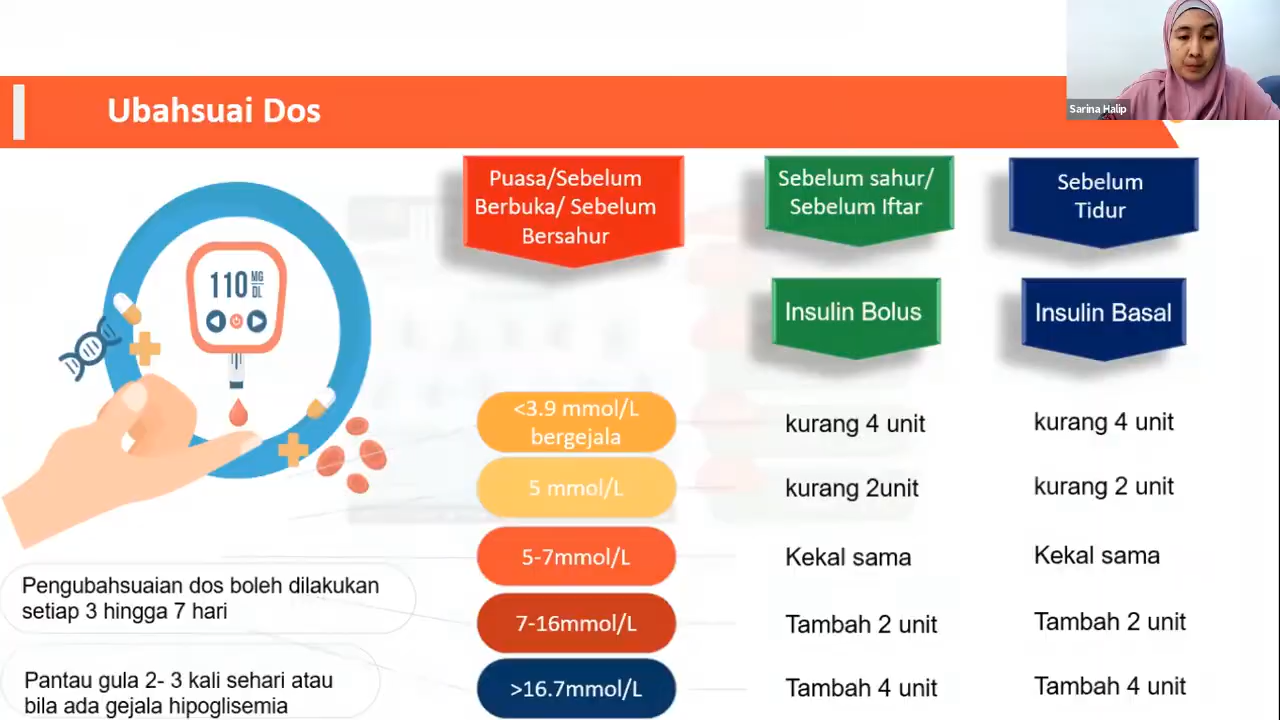 Sarina Halip
Ubahsuai Dos
Puasa/Sebelum
Berbuka/ Sebelum
Bersahur
Sebelum sahur/
Sebelum Iftar
Sebelum
Tidur
Insulin Bolus
Insulin Basal
110 MG
DL
<3.9 mmol/L
bergejala
kurang 4 unit
kurang 4 unit
5 mmol/L
kurang 2unit
kurang 2 unit
5-7mmol/L
Kekal sama
Kekal sama
7-16mmol/L
Tambah 2 unit
Tambah 2 unit
>16.7mmol/L
Tambah 4 unit
Tambah 4 unit
Pengubahsuaian dos boleh dilakukan
setiap 3 hingga 7 hari
Pantau gula 2- 3 kali sehari atau
bila ada gejala hipoglisemia